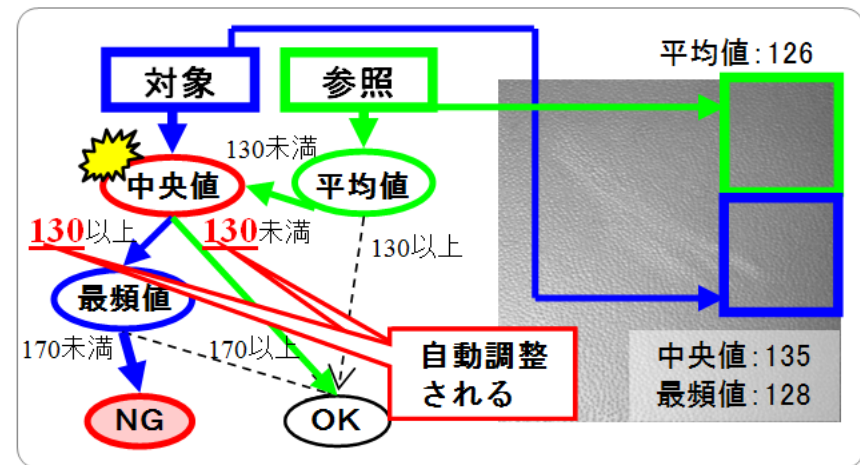 対象
参照
平均値:126
130未満
中央値
平均値
130以上
130未満
130以上
最頻値
170未満
170以上
自動調整
される
中央値:135
最頻値:128
NG
OK